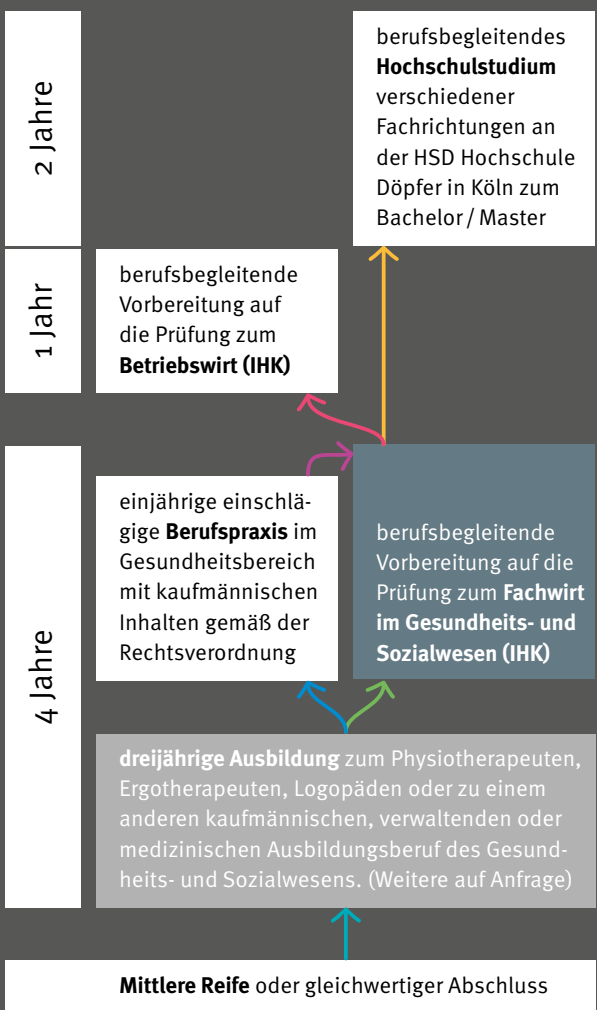 2 Jahre
berufsbegleitendes
Hochschulstudium
verschiedener
Fachrichtungen an
der HSD Hochschule
Döpfer in Köln zum
Bachelor / Master
1 Jahr
berufsbegleitende
Vorbereitung auf
die Prüfung zum
Betriebswirt (IHK)
4 Jahre
einjährige einschlä-
gige Berufspraxis im
Gesundheitsbereich
mit kaufmännischen
Inhalten gemäß der
Rechtsverordnung
berufsbegleitende
Vorbereitung auf die
Prüfung zum Fachwirt
im Gesundheits- und
Sozialwesen (IHK)
dreijährige Ausbildung zum Physiotherapeuten,
Ergotherapeuten, Logopäden oder zu einem
anderen kaufmännischen, verwaltenden oder
medizinischen Ausbildungsberuf des Gesund-
heits- und Sozialwesens. (Weitere auf Anfrage)
Mittlere Reife oder gleichwertiger Abschluss